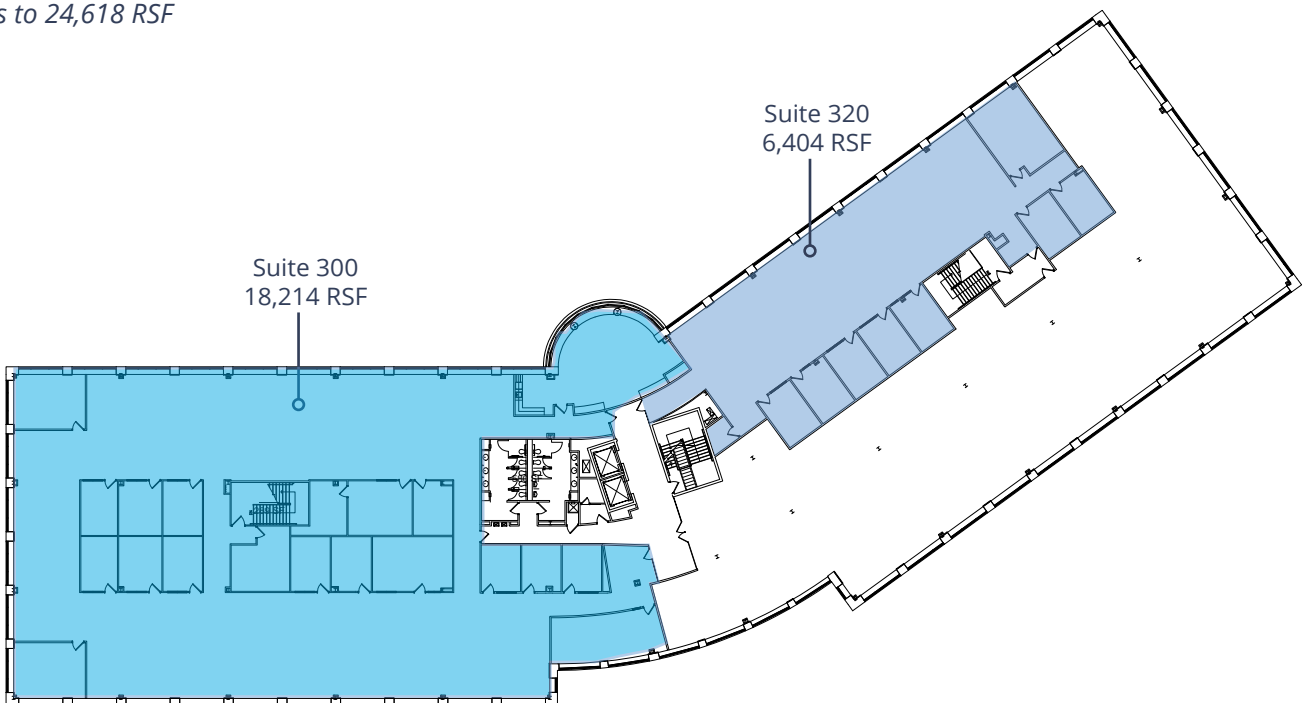 s to 24,618 RSF
Suite 320
6,404 RSF
Suite 300
18,214 RSF